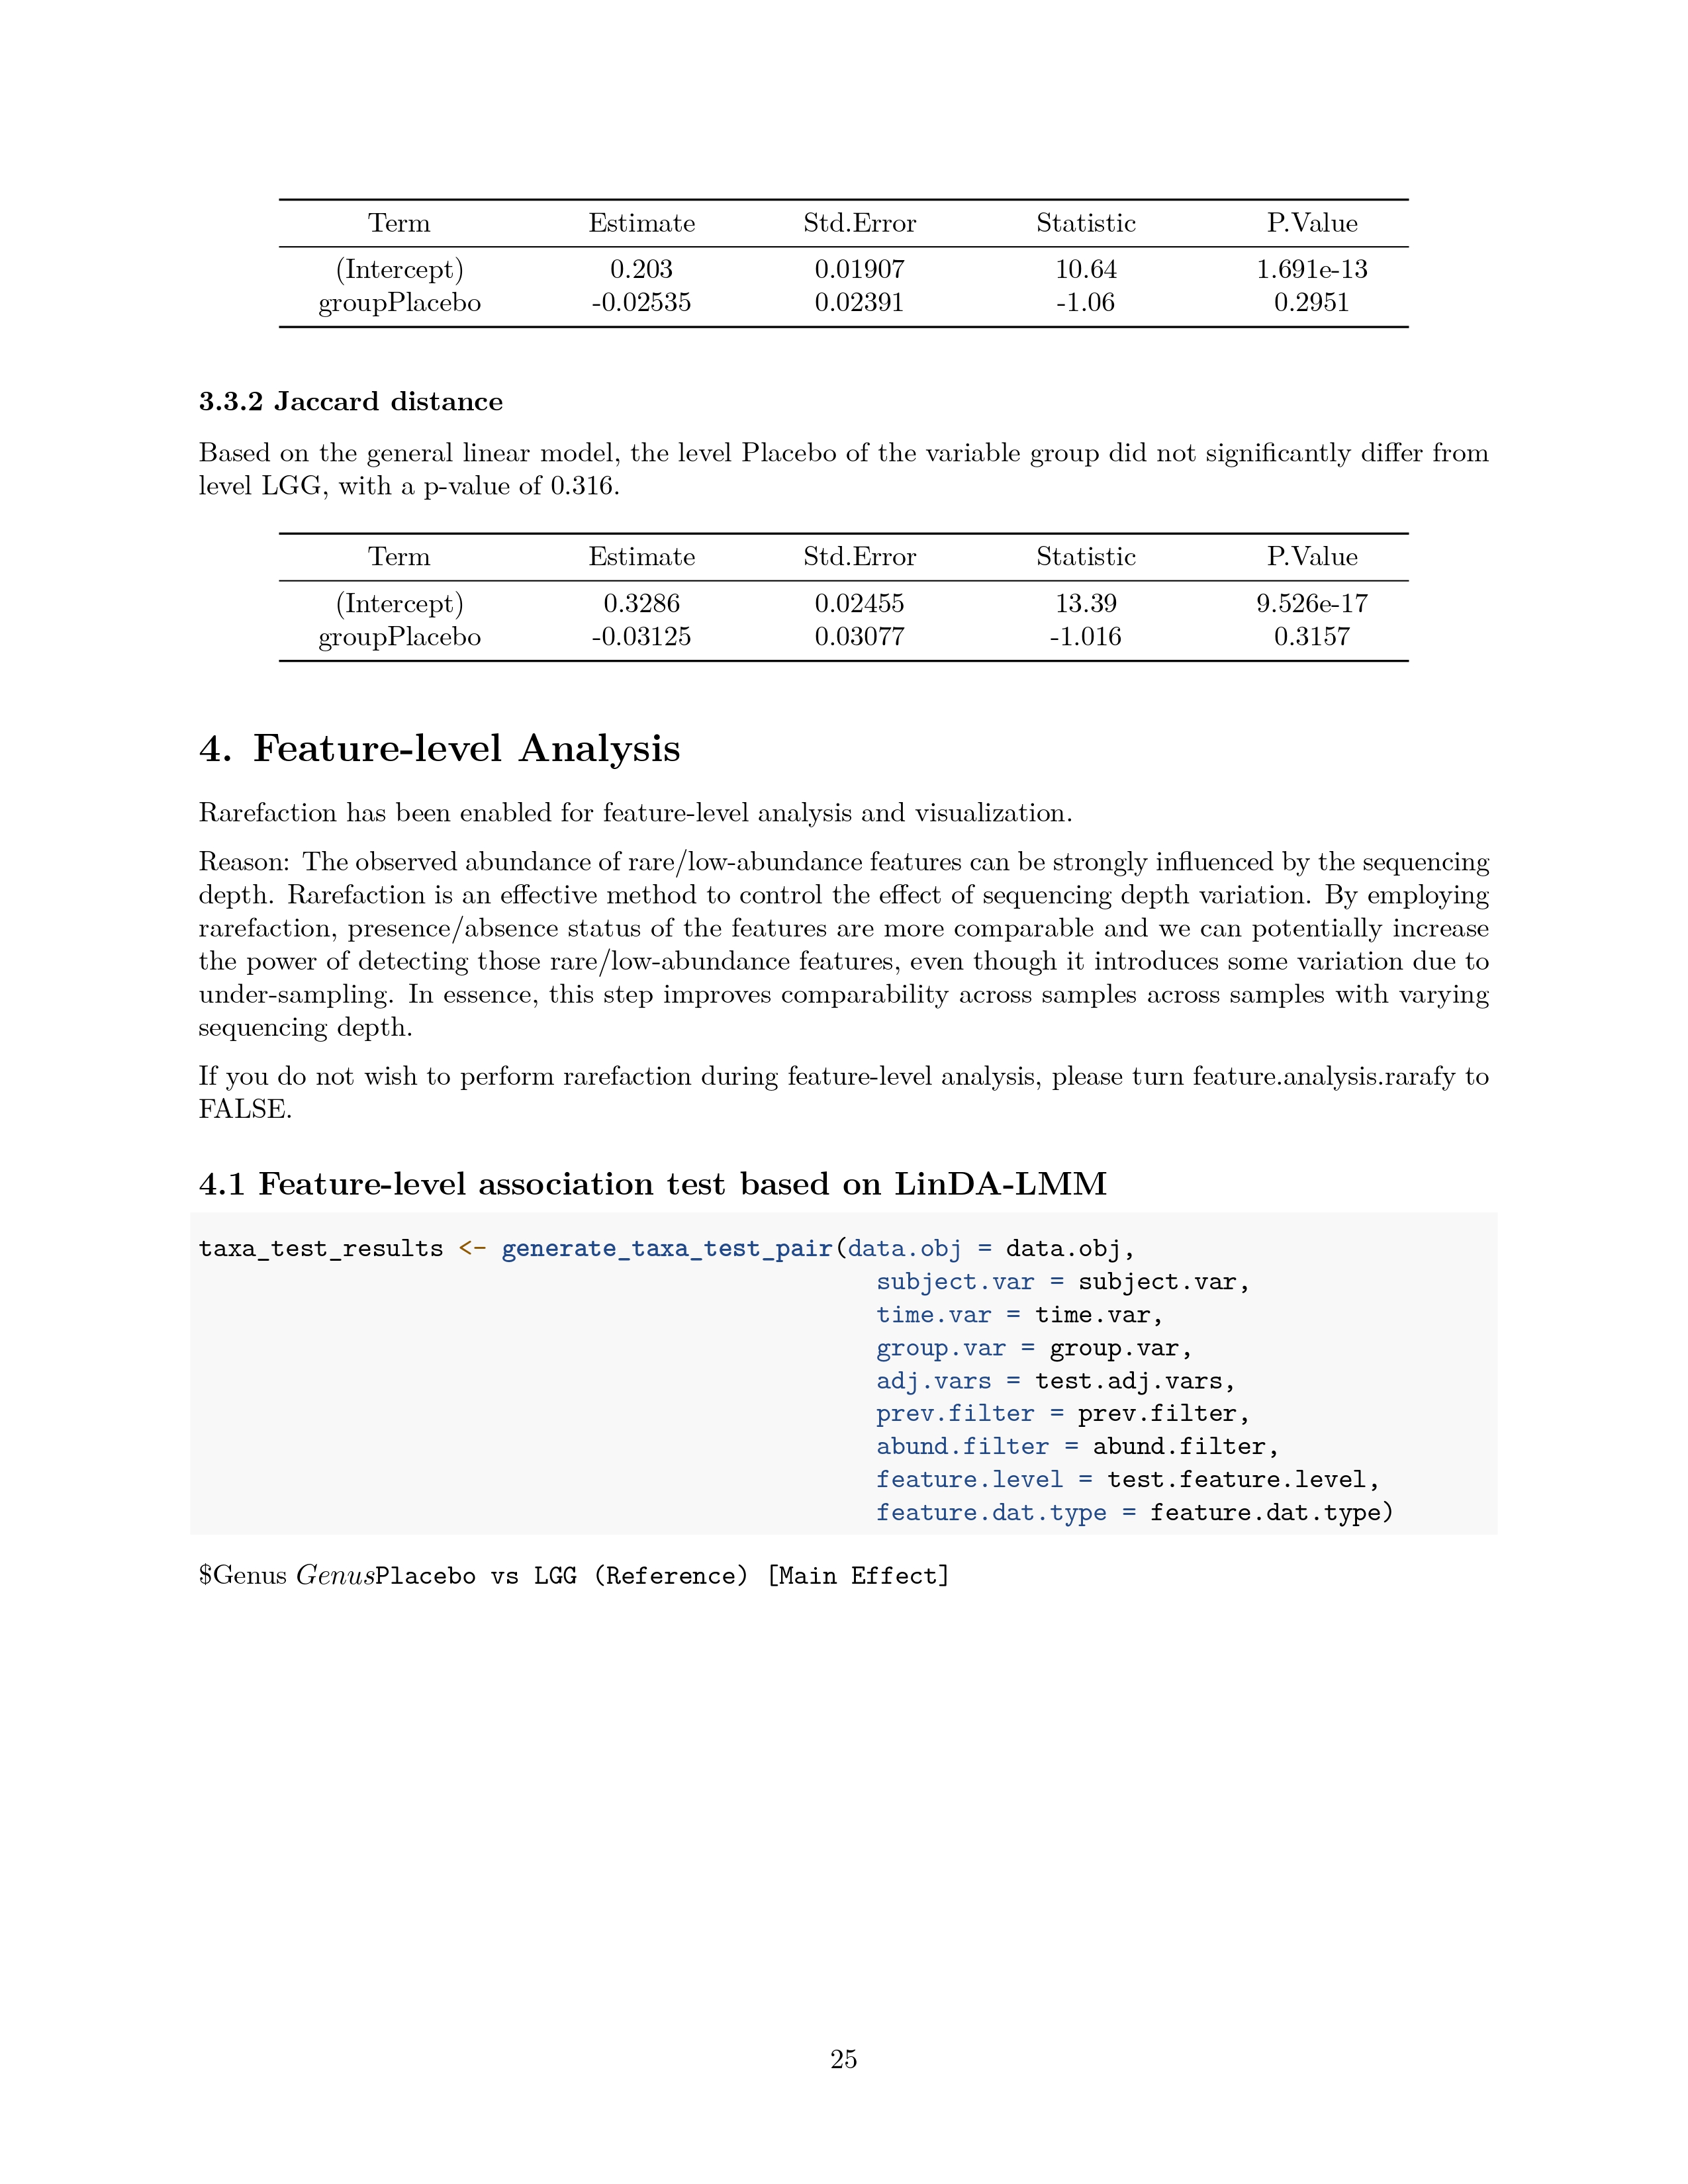 Term Estimate Std.Error Statistic P.Value
(Intercept) 0.203 0.01907 10.64 1.691e-13
groupPlacebo -0.02535 0.02391 -1.06 0.2951
3.3.2 Jaccard distance
Based on the general linear model, the level Placebo of the variable group did not significantly differ from
level LGG, with a p-value of 0.316.
Term Estimate Std.Error Statistic P.Value
(Intercept) 0.3286 0.02455 13.39 9.526e-17
groupPlacebo -0.03125 0.03077 -1.016 0.3157
4. Feature-level Analysis
Rarefaction has been enabled for feature-level analysis and visualization.
Reason: The observed abundance of rare/low-abundance features can be strongly influenced by the sequencing
depth. Rarefaction is an effective method to control the effect of sequencing depth variation. By employing
rarefaction, presence/absence status of the features are more comparable and we can potentially increase
the power of detecting those rare/low-abundance features, even though it introduces some variation due to
under-sampling. In essence, this step improves comparability across samples across samples with varying
sequencing depth.
If you do not wish to perform rarefaction during feature-level analysis, please turn feature.analysis.rarafy to
FALSE.
4.1 Feature-level association test based on LinDA-LMM
taxa_test_results <- generate_taxa_test_pair(data.obj = data.obj,
subject.var = subject.var,
time.var = time.var,
group.var = group.var,
adj.vars = test.adj.vars,
prev.filter = prev.filter,
abund.filter = abund.filter,
feature.level = test.feature.level,
feature.dat.type = feature.dat.type)
$Genus GenusPlacebo vs LGG (Reference) [Main Effect]
25